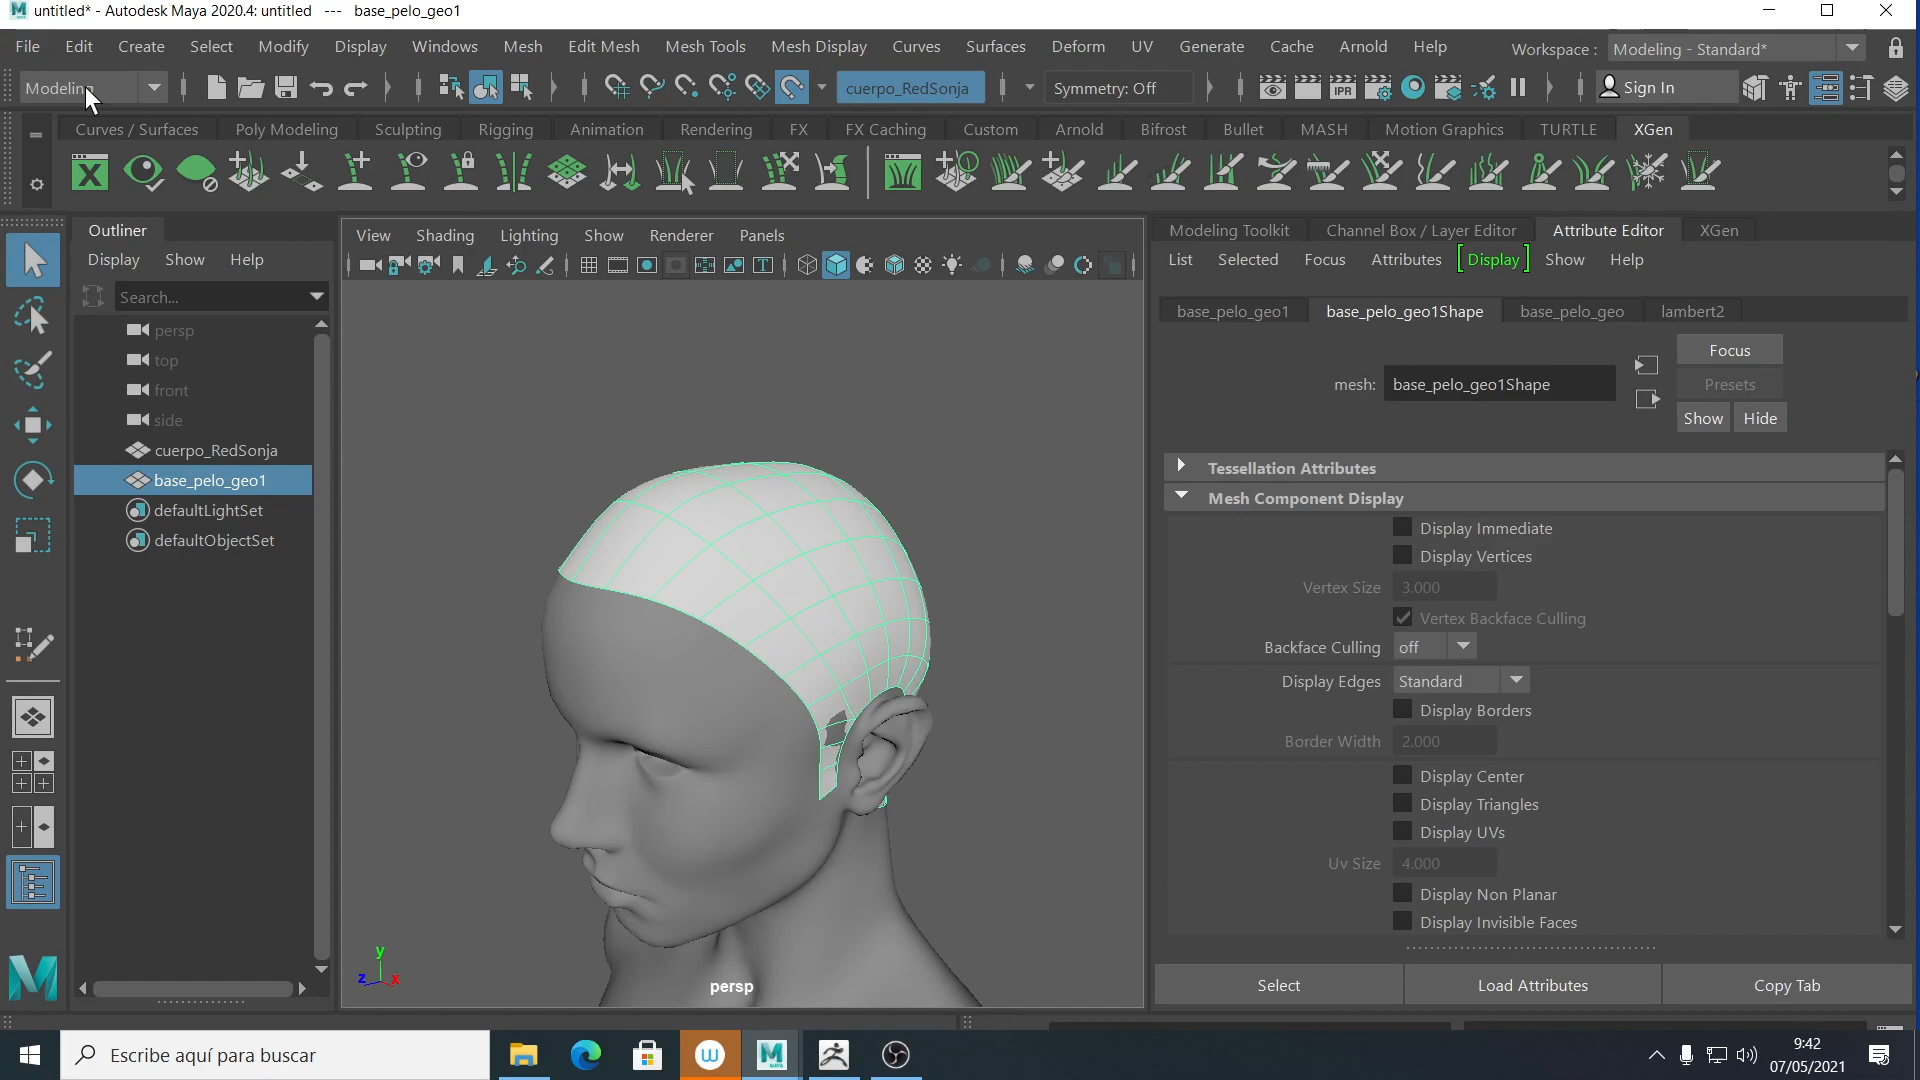 untitled* - Autodesk Maya 2020.4: untitled   ---   base_pelo_geo1
File Edit Create Select Modify Display Windows Mesh Edit Mesh Mesh Tools Mesh Display Curves Surfaces Deform UV Generate Cache Arnold Help Workspace : Modeling - Standard*
Modeling cuerpo_RedSonja Symmetry: Off IPR Sign In
Curves / Surfaces Poly Modeling Sculpting Rigging Animation Rendering FX FX Caching Custom Arnold Bifrost Bullet MASH Motion Graphics TURTLE XGen
Outliner
Display Show Help
Search...
persp
top
front
side
cuerpo_RedSonja
base_pelo_geo1
defaultLightSet
defaultObjectSet
View Shading Lighting Show Renderer Panels
y
z x
persp
Modeling Toolkit Channel Box / Layer Editor Attribute Editor XGen
List Selected Focus Attributes Display Show Help
base_pelo_geo1 base_pelo_geo1Shape base_pelo_geo lambert2
mesh: base_pelo_geo1Shape
Focus
Presets
Show Hide
Tessellation Attributes
Mesh Component Display
Display Immediate
Display Vertices
Vertex Size 3.000
Vertex Backface Culling
Backface Culling off
Display Edges Standard
Display Borders
Border Width 2.000
Display Center
Display Triangles
Display UVs
Uv Size 4.000
Display Non Planar
Display Invisible Faces
Select Load Attributes Copy Tab
Escribe aquí para buscar
9:42
07/05/2021